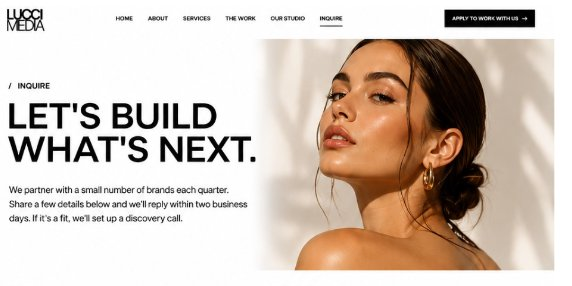 LUCCI
MEDIA
HOME ABOUT SERVICES THE WORK OUR STUDIO INQUIRE
APPLY TO WORK WITH US →
/ INQUIRE
LET'S BUILD
WHAT'S NEXT.
We partner with a small number of brands each quarter.
Share a few details below and we'll reply within two business
days. If it's a fit, we'll set up a discovery call.